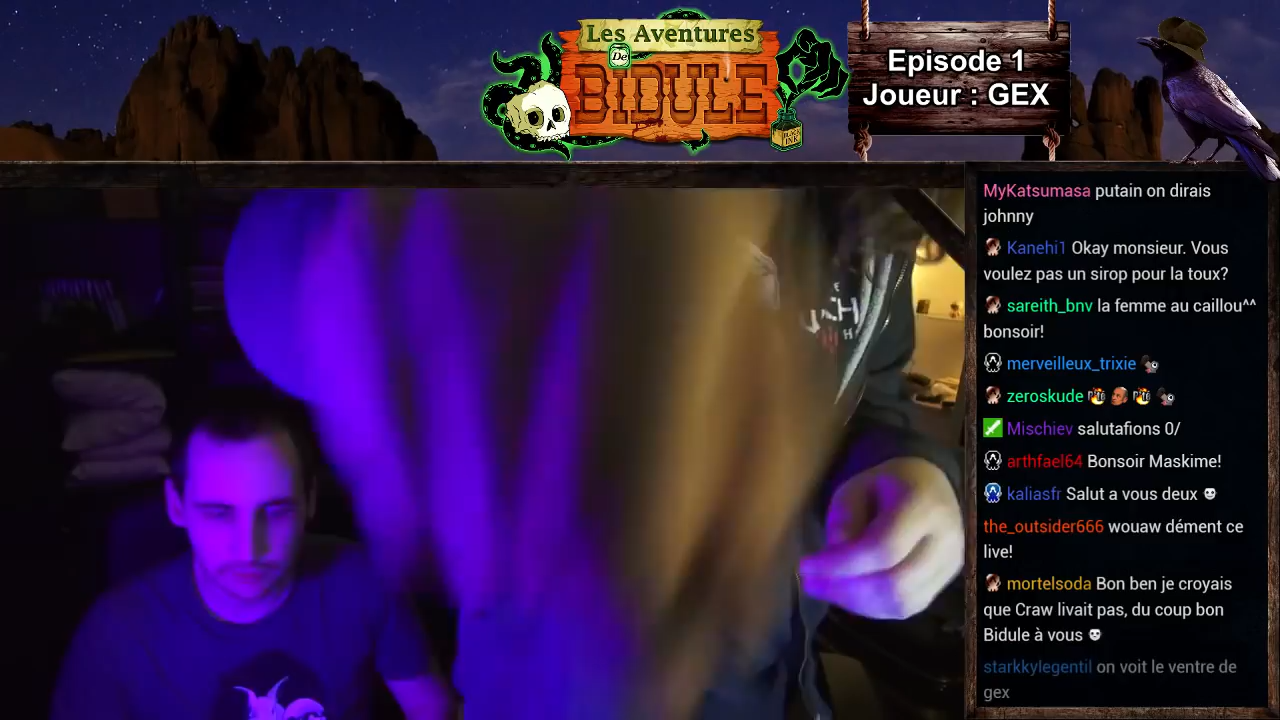 Les Aventures
De
BIDULE
BLACK
INK
Episode 1
Joueur : GEX
MyKatsumasa putain on dirais
johnny
Kanehi1 Okay monsieur. Vous
voulez pas un sirop pour la toux?
sareith_bnv la femme au caillou^^
bonsoir!
merveilleux_trixie
zeroskude
Mischiev salutafions 0/
arthfael64 Bonsoir Maskime!
kaliasfr Salut a vous deux 💀
the_outsider666 wouaw dément ce
live!
mortelsoda Bon ben je croyais
que Craw livait pas, du coup bon
Bidule à vous 💀
starkkylegentil on voit le ventre de
gex